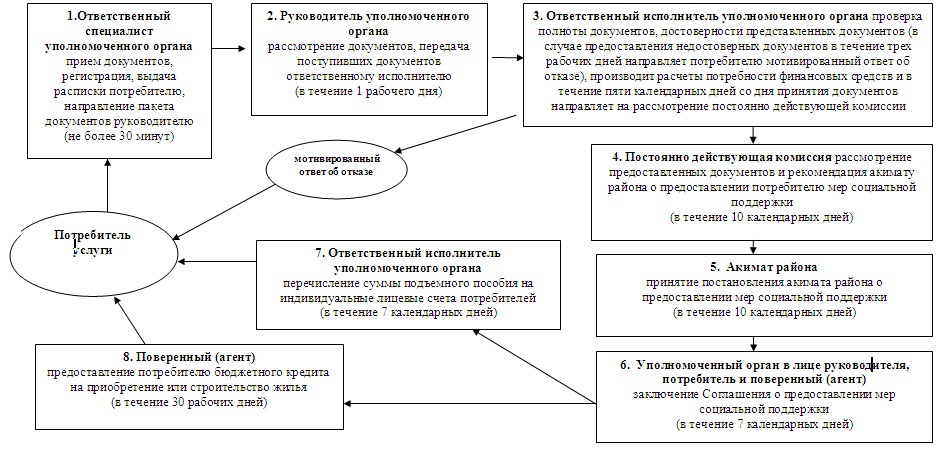 1.Ответственный
специалист
уполномоченного органа
прием документов,
регистрация, выдача
расписки потребителю,
направление пакета
документов руководителю
(не более 30 минут)
2. Руководитель уполномоченного
органа
рассмотрение документов, передача
поступивших документов
ответственному исполнителю
(в течение 1 рабочего дня)
3. Ответственный исполнитель уполномоченного органа проверка
полноты документов, достоверности представленных документов (в
случае предоставления недостоверных документов в течение трех
рабочих дней направляет потребителю мотивированный ответ об
отказе), производит расчеты потребности финансовых средств и в
течение пяти календарных дней со дня принятия документов
направляет на рассмотрение постоянно действующей комиссии
мотивированный
ответ об отказе
4. Постоянно действующая комиссия рассмотрение
предоставленных документов и рекомендация акимату
района о предоставлении потребителю мер социальной
поддержки
(в течение 10 календарных дней)
Потребитель
услуги
7. Ответственный исполнитель
уполномоченного органа
перечисление суммы подъемного пособия на
индивидуальные лицевые счета потребителей
(в течение 7 календарных дней)
5. Акимат района
принятие постановления акимата района о
предоставлении мер социальной поддержки
(в течение 10 календарных дней)
8. Поверенный (агент)
предоставление потребителю бюджетного кредита
на приобретение или строительство жилья
(в течение 30 рабочих дней)
6. Уполномоченный орган в лице руководителя,
потребитель и поверенный (агент)
заключение Соглашения о предоставлении мер
социальной поддержки
(в течение 7 календарных дней)